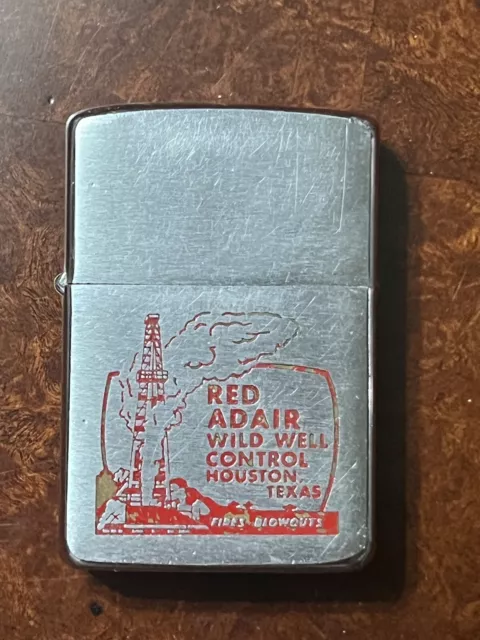 RED
ADAIR
WILD WELL
CONTROL
HOUSTON,
TEXAS
FIRES BLOWOUTS